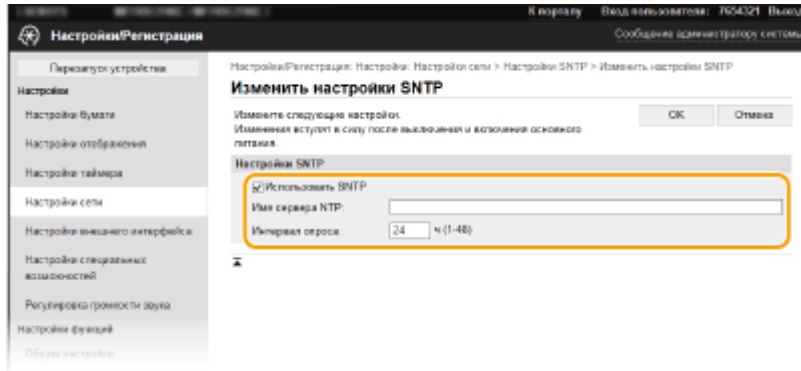 К порталу Вход пользователя: 7654321 Выход
Настройки/Регистрация
Сообщение администратору системы
Перезапуск устройства
Настройки
Настройки бумаги
Настройки отображения
Настройки таймера
Настройки сети
Настройки внешнего интерфейса
Настройки специальных
возможностей
Регулировка громкости звука
Настройки функций
Общие настройки
Настройки/Регистрация: Настройки: Настройки сети > Настройки SNTP > Изменить настройки SNTP
Изменить настройки SNTP
Измените следующие настройки.
Изменения вступят в силу после выключения и включения основного
питания.
OK Отмена
Настройки SNTP
Использовать SNTP
Имя сервера NTP:
Интервал опроса: 24 ч (1-48)